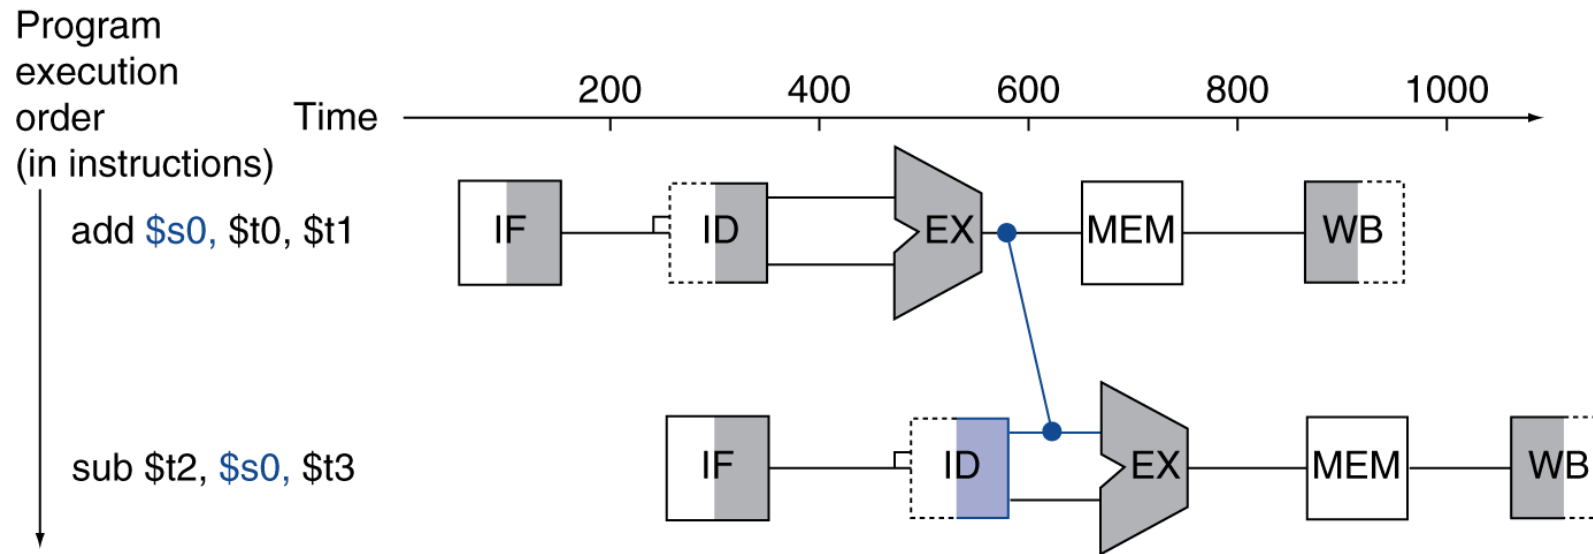 Program
execution
order
(in instructions)
Time
200 400 600 800 1000
add $s0, $t0, $t1
IF ID EX MEM WB
sub $t2, $s0, $t3
IF ID EX MEM WB